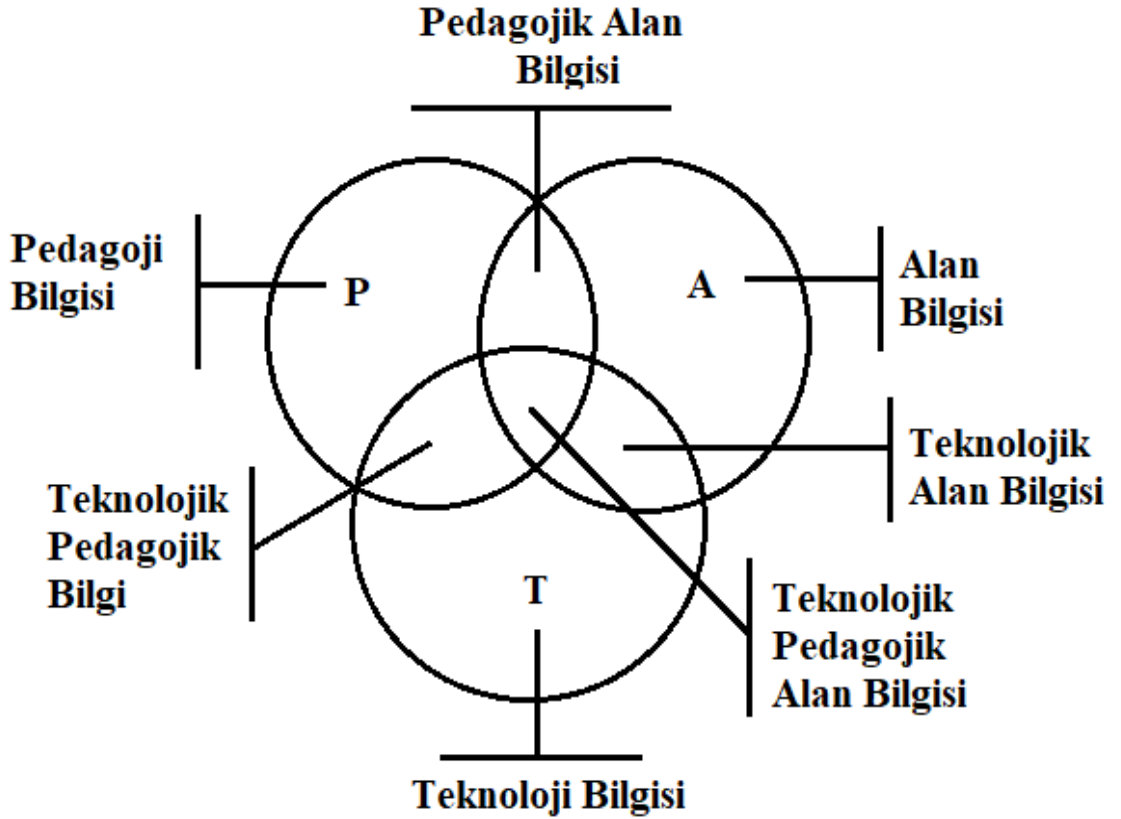 Pedagojik Alan
Bilgisi
Pedagoji
Bilgisi
P
A
Alan
Bilgisi
Teknolojik
Alan Bilgisi
Teknolojik
Pedagojik
Bilgi
T
Teknolojik
Pedagojik
Alan Bilgisi
Teknoloji Bilgisi